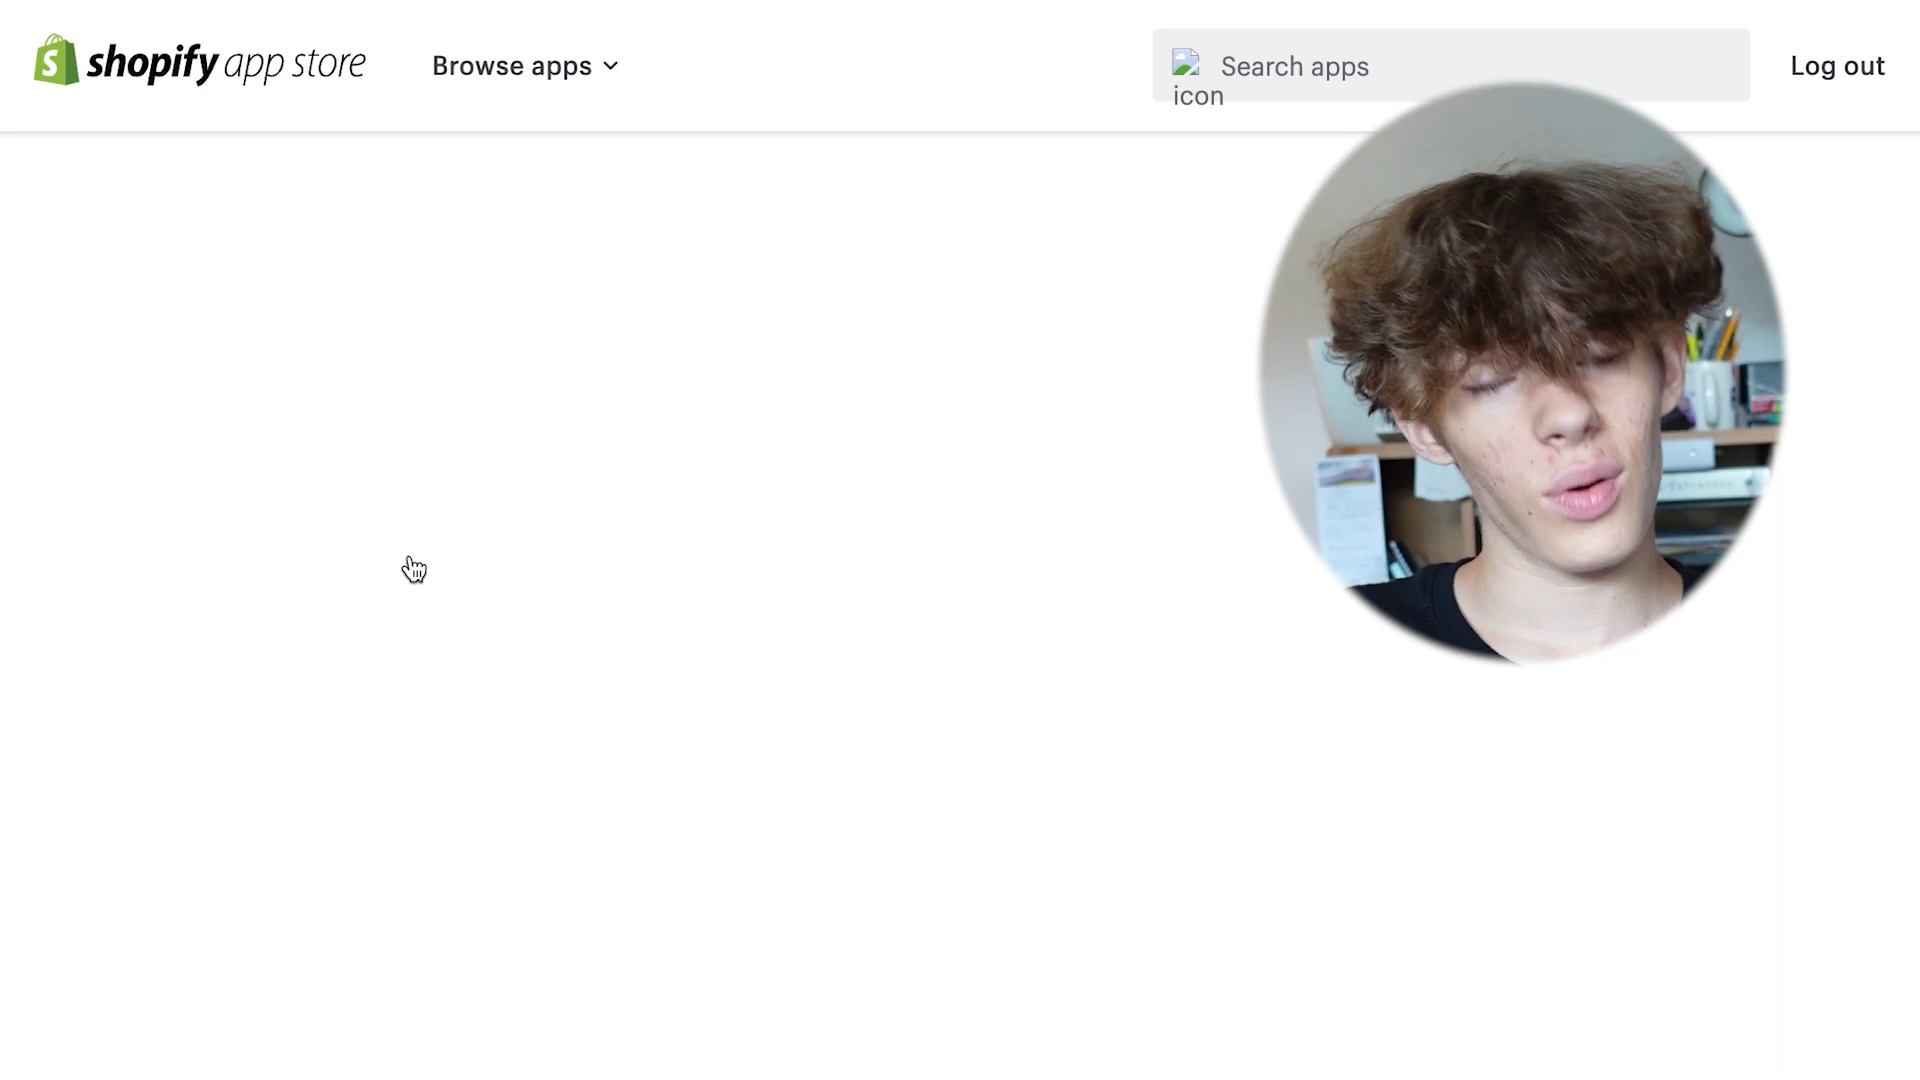 shopify app store
Browse apps
Search apps
icon
Log out